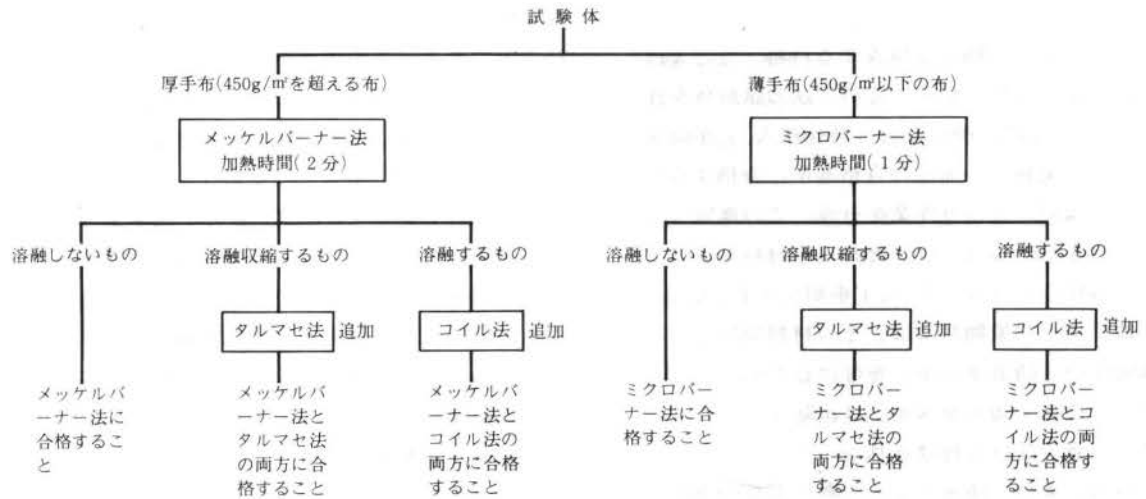 試験体
厚手布(450g/㎡を超える布)
メッケルバーナー法
加熱時間(2分)
溶融しないもの
メッケルバ
ーナー法に
合格するこ
と
溶融収縮するもの
タルマセ法 追加
メッケルバ
ーナー法と
タルマセ法
の両方に合
格すること
溶融するもの
コイル法 追加
メッケルバ
ーナー法と
コイル法の
両方に合格
すること
薄手布(450g/㎡以下の布)
ミクロバーナー法
加熱時間(1分)
溶融しないもの
ミクロバー
ナー法に合
格すること
溶融収縮するもの
タルマセ法 追加
ミクロバー
ナー法とタ
ルマセ法の
両方に合格
すること
溶融するもの
コイル法 追加
ミクロバー
ナー法とコ
イル法の両
方に合格す
ること